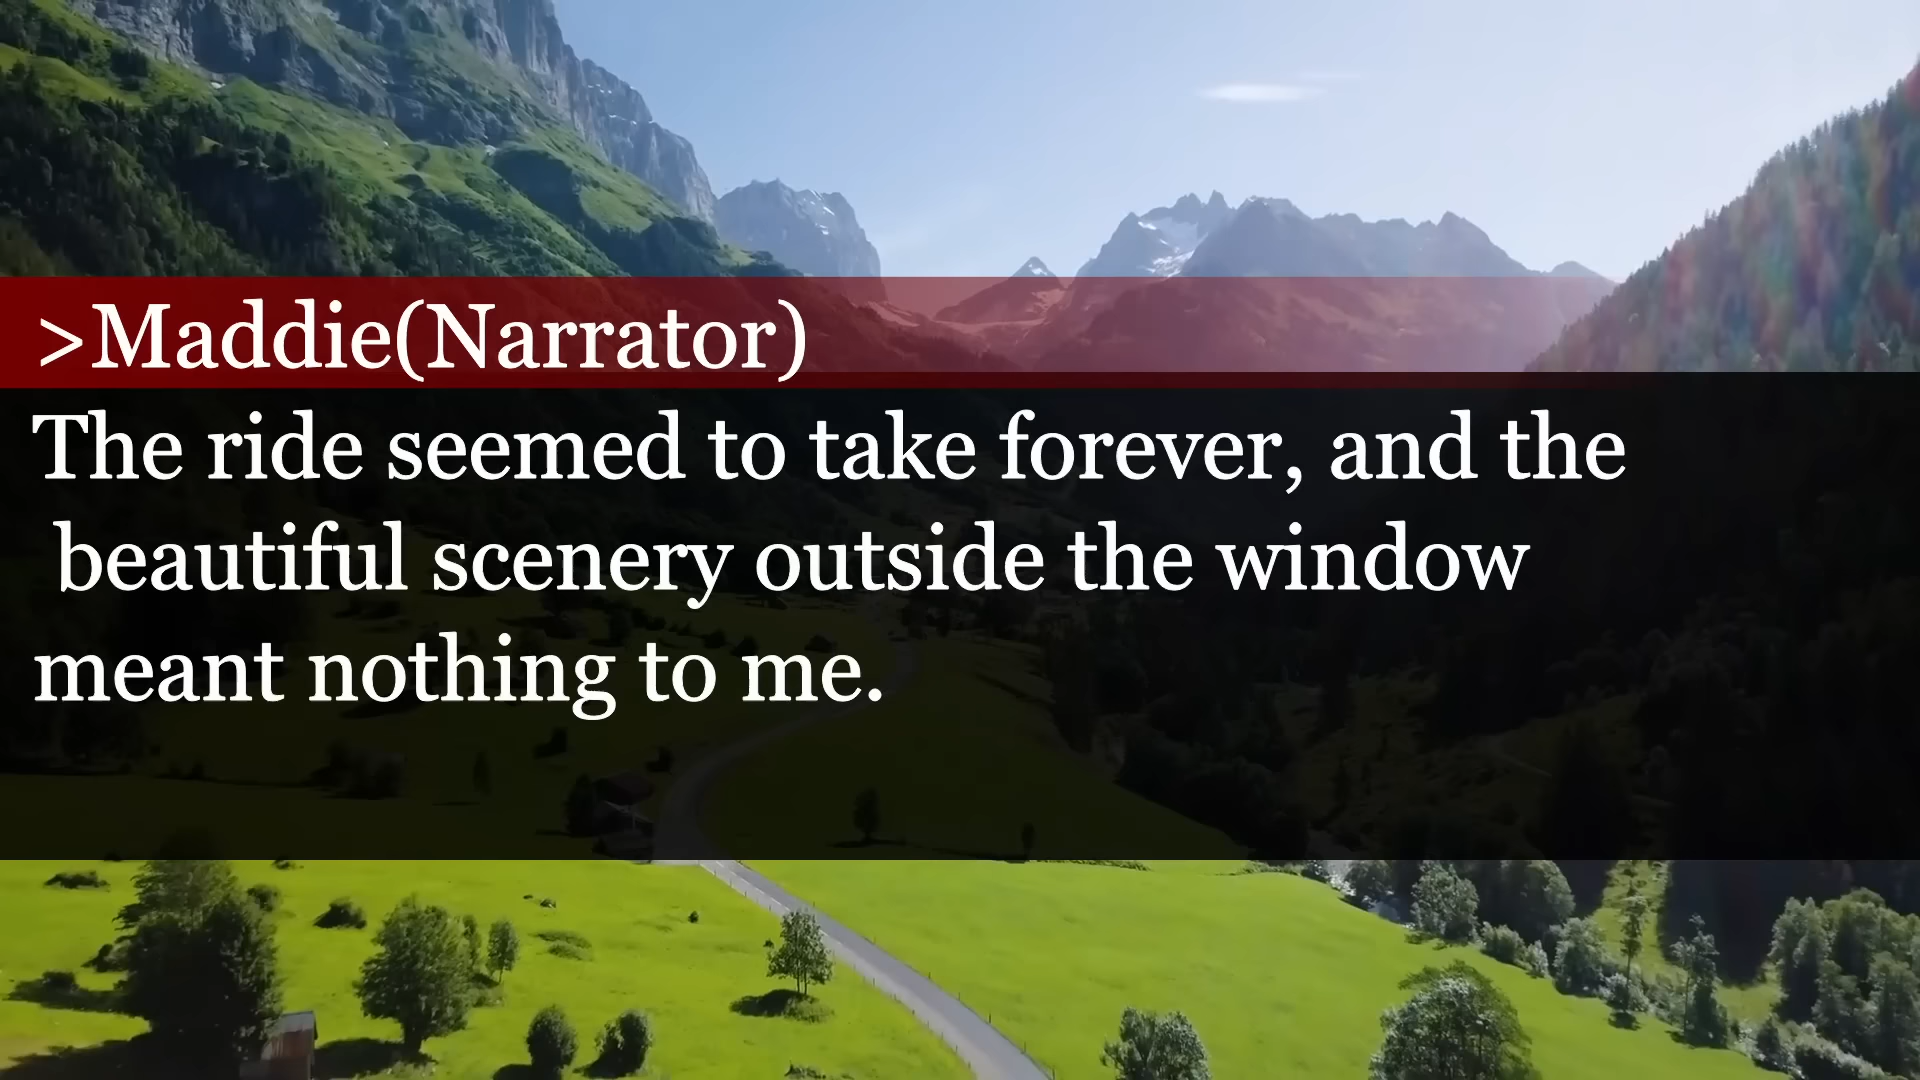 >Maddie(Narrator)
The ride seemed to take forever, and the
beautiful scenery outside the window
meant nothing to me.